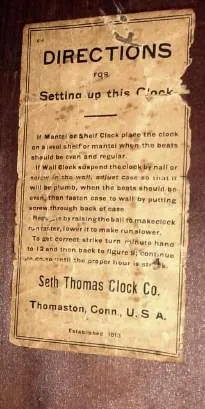 DIRECTIONS
FOR
Setting up this Clock
If Mantel or Shelf Clock place the clock
on a level shelf or mantel when the beats
should be even and regular.
If Wall Clock suspend the clock by nail or
screw in the wall, adjust case so that it
will be plumb, when the beats should be
even, then fasten case to wall by putting
screw through back of case.
Regulate by raising the ball to make clock
run faster, lower it to make run slower.
To get correct strike turn minute hand
to 12 and then back to figure 9, continue
so until the proper hour is struck.
Seth Thomas Clock Co.
Thomaston, Conn., U. S. A.
Established 1813